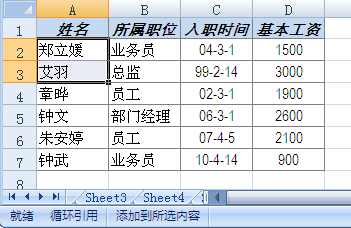 A B C D
1 姓名 所属职位 入职时间 基本工资
2 郑立媛 业务员 04-3-1 1500
3 艾羽 总监 99-2-14 3000
4 章晔 员工 02-3-1 1900
5 钟文 部门经理 06-3-1 2600
6 朱安婷 员工 07-4-5 2100
7 钟武 业务员 10-4-14 900
8
Sheet3 Sheet4
就绪 循环引用 添加到所选内容